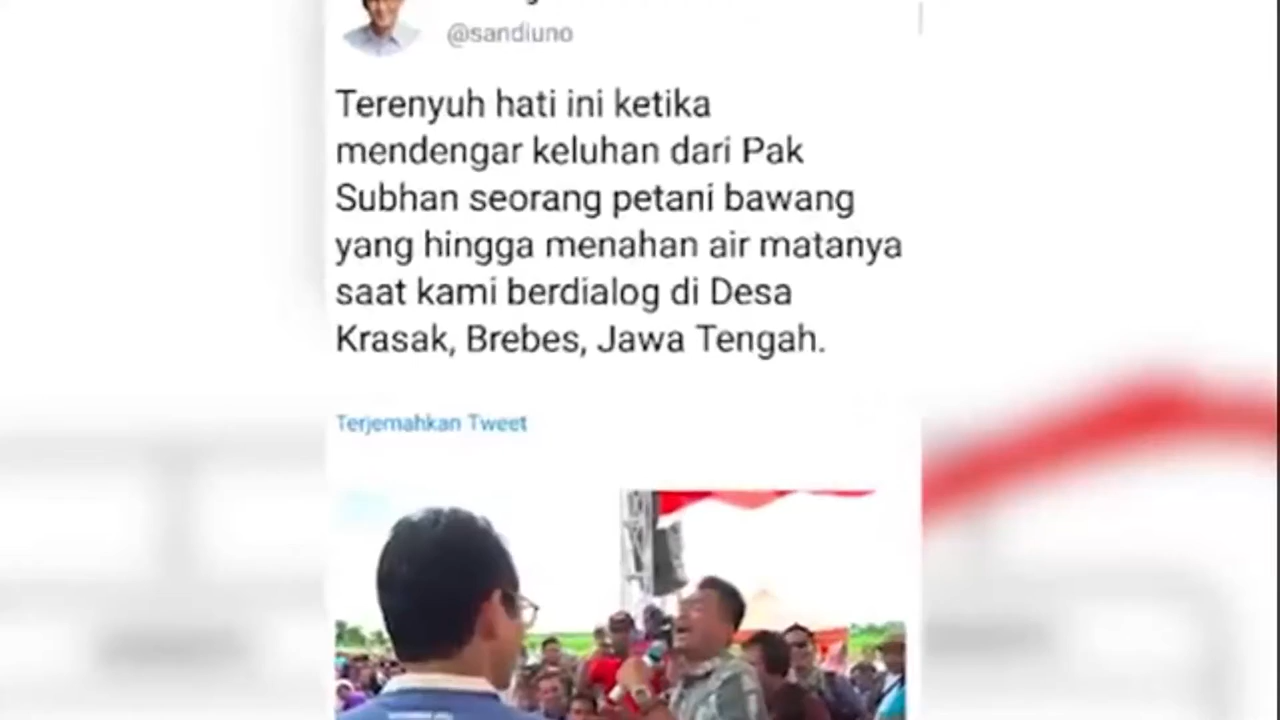 @sandiuno
Terenyuh hati ini ketika
mendengar keluhan dari Pak
Subhan seorang petani bawang
yang hingga menahan air matanya
saat kami berdialog di Desa
Krasak, Brebes, Jawa Tengah.
Terjemahkan Tweet